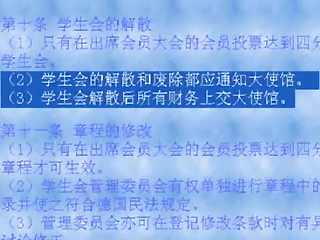 第十条 学生会的解散
（1）只有在出席会员大会的会员投票达到四分
学生会。
（2）学生会的解散和废除都应通知大使馆。
（3）学生会解散后所有财务上交大使馆。
第十一条 章程的修改
（1）只有在出席会员大会的会员投票达到四分
章程才可生效。
（2）学生会管理委员会有权单独进行章程中的
录并使之符合德国民法规定。
（3）管理委员会亦可在登记修改条款时对有异